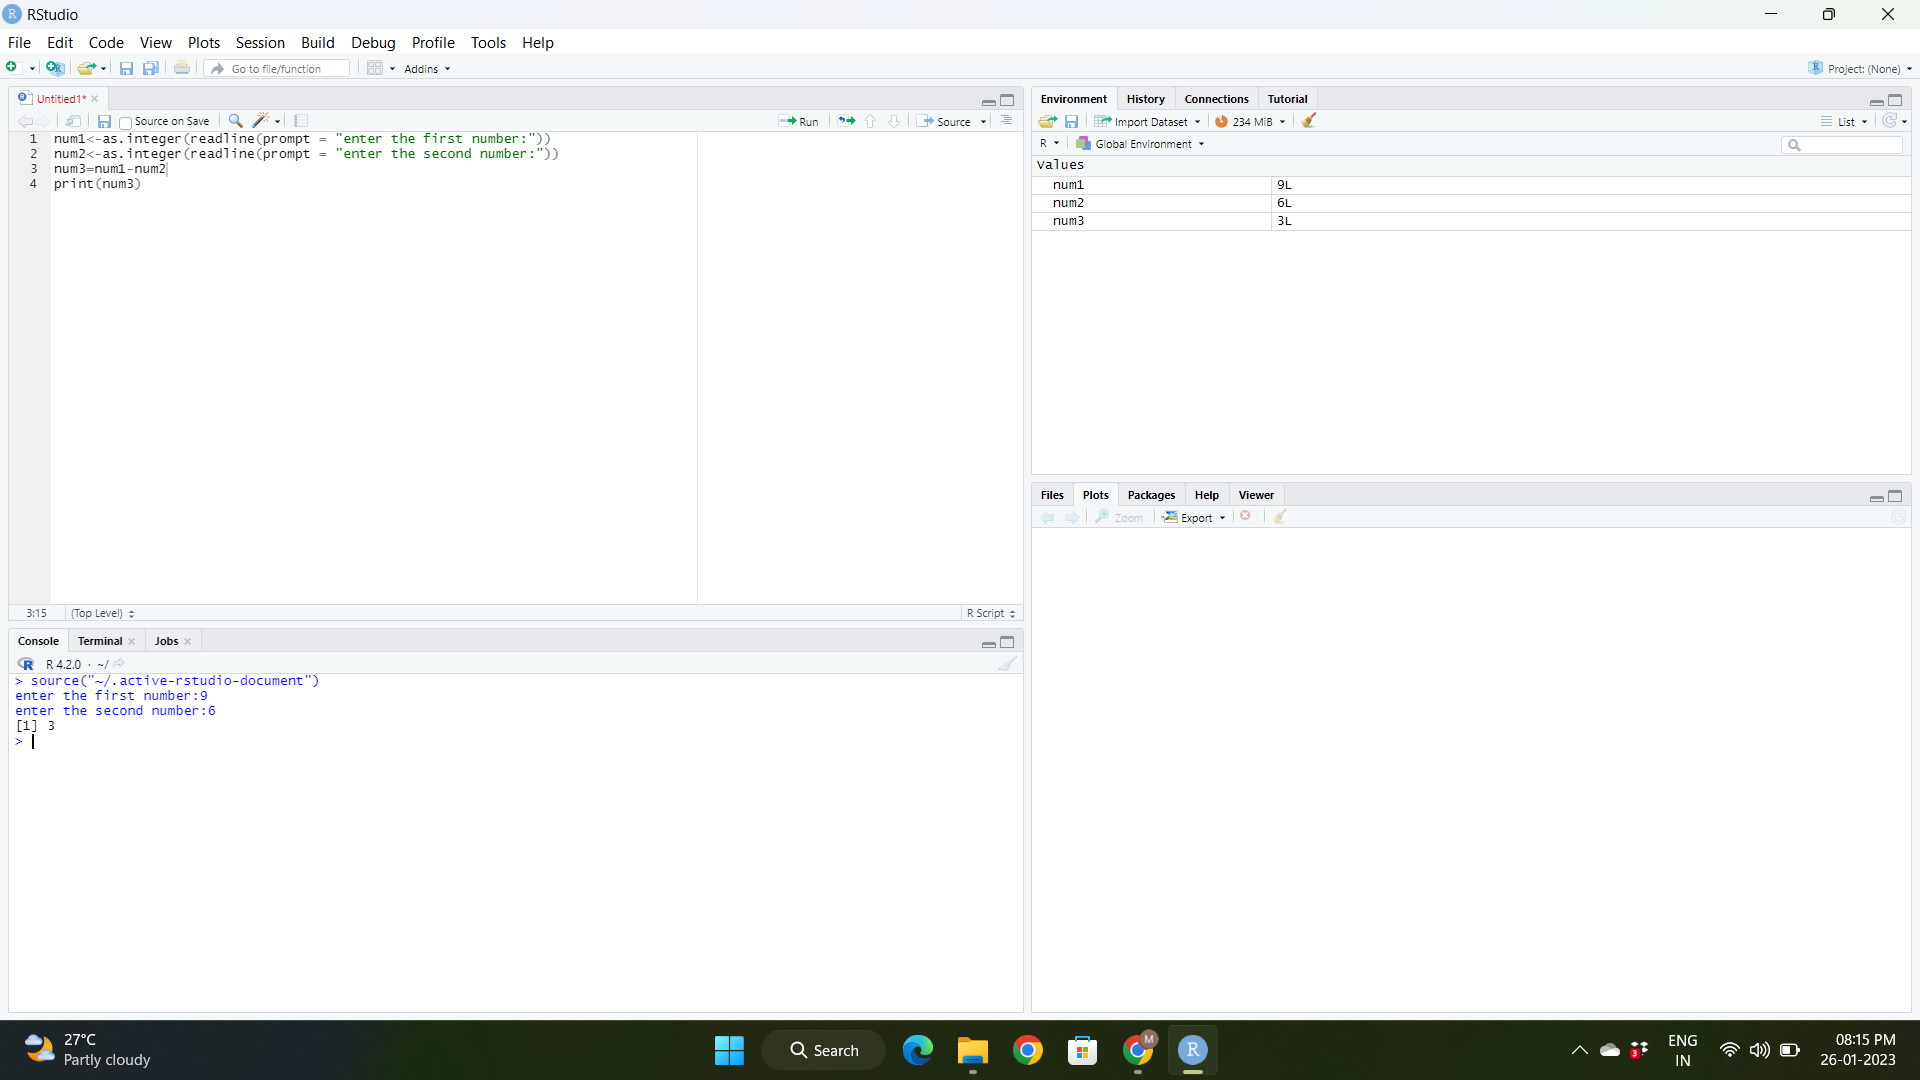 RStudio
File Edit Code View Plots Session Build Debug Profile Tools Help
Go to file/function Addins Project: (None)
Untitled1*
Source on Save Run Source
1 num1<-as.integer(readline(prompt = "enter the first number:"))
2 num2<-as.integer(readline(prompt = "enter the second number:"))
3 num3=num1-num2
4 print(num3)
3:15 (Top Level) R Script
Console Terminal Jobs
R 4.2.0 · ~/
> source("~/.active-rstudio-document")
enter the first number:9
enter the second number:6
[1] 3
>
Environment History Connections Tutorial
Import Dataset 234 MiB List
R Global Environment
Values
num1 9L
num2 6L
num3 3L
Files Plots Packages Help Viewer
Zoom Export
27°C
Partly cloudy
Search
M
R
3
ENG
IN
08:15 PM
26-01-2023